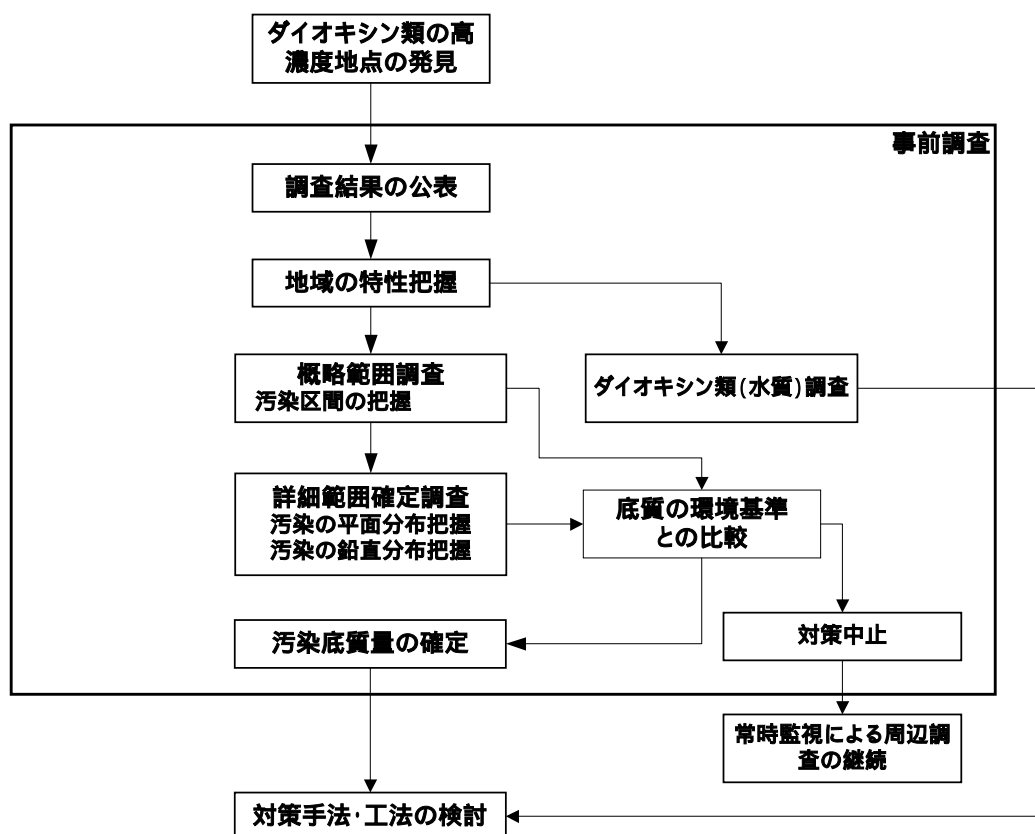 ダイオキシン類の高
濃度地点の発見
事前調査
調査結果の公表
地域の特性把握
概略範囲調査
汚染区間の把握
ダイオキシン類(水質)調査
詳細範囲確定調査
汚染の平面分布把握
汚染の鉛直分布把握
底質の環境基準
との比較
汚染底質量の確定
対策中止
常時監視による周辺調
査の継続
対策手法・工法の検討